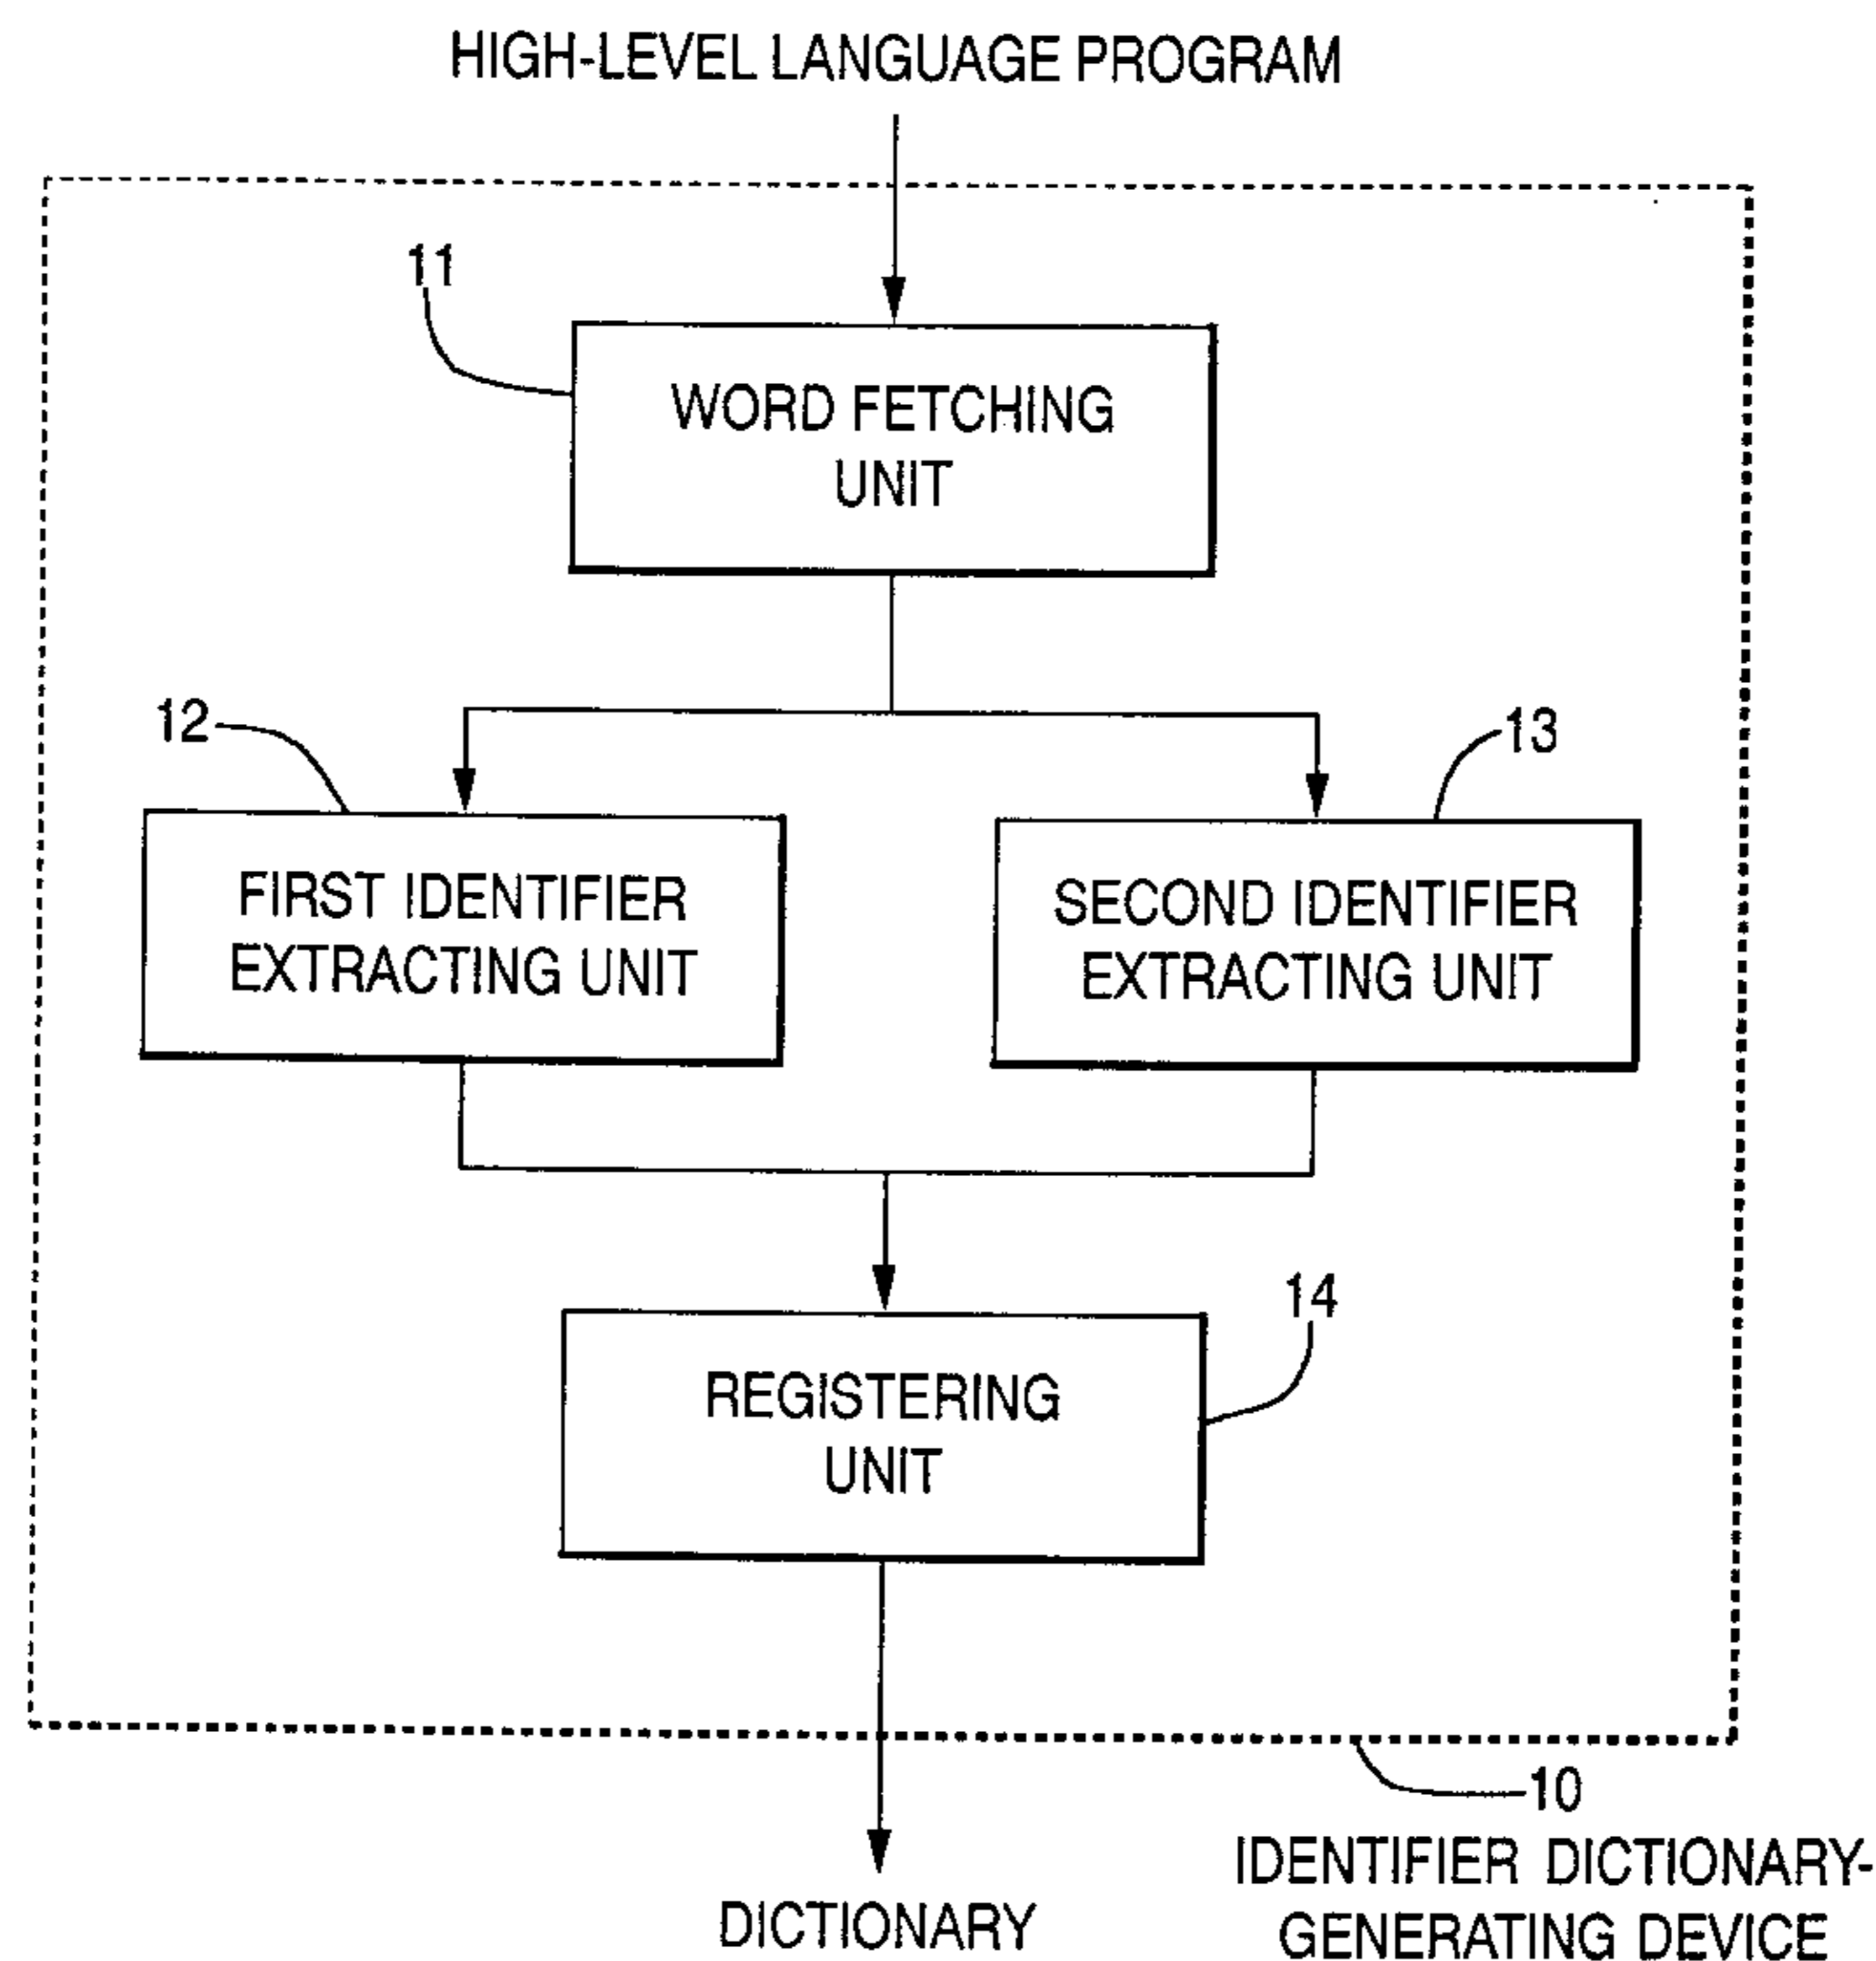 HIGH-LEVEL LANGUAGE PROGRAM
11
WORD FETCHING
UNIT
12
13
FIRST IDENTIFIER
EXTRACTING UNIT
SECOND IDENTIFIER
EXTRACTING UNIT
14
REGISTERING
UNIT
10
IDENTIFIER DICTIONARY-
GENERATING DEVICE
DICTIONARY